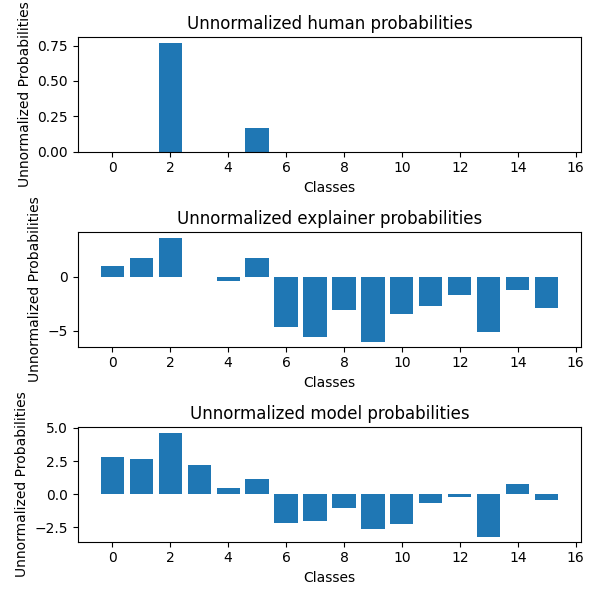 Unnormalized human probabilities
Unnormalized Probabilities
0.75
0.50
0.25
0.00
0 2 4 6 8 10 12 14 16
Classes
Unnormalized explainer probabilities
Unnormalized Probabilities
0
−5
0 2 4 6 8 10 12 14 16
Classes
Unnormalized model probabilities
Unnormalized Probabilities
5.0
2.5
0.0
−2.5
0 2 4 6 8 10 12 14 16
Classes